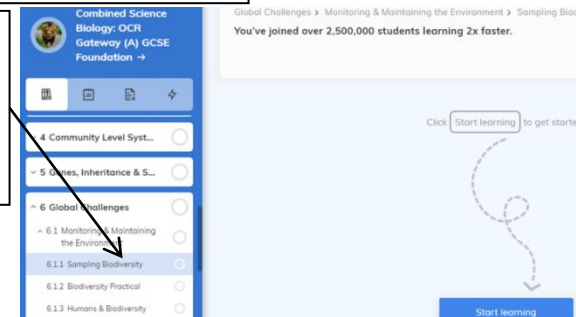 Combined Science
Biology: OCR
Gateway (A) GCSE
Foundation →
4 Community Level Syst...
5 Genes, Inheritance & S...
6 Global Challenges
6.1 Monitoring & Maintaining
the Environment
6.1.1 Sampling Biodiversity
6.1.2 Biodiversity Practical
6.1.3 Humans & Biodiversity
Global Challenges > Monitoring & Maintaining the Environment > Sampling Biod
You've joined over 2,500,000 students learning 2x faster.
Click Start learning to get starte
Start learning